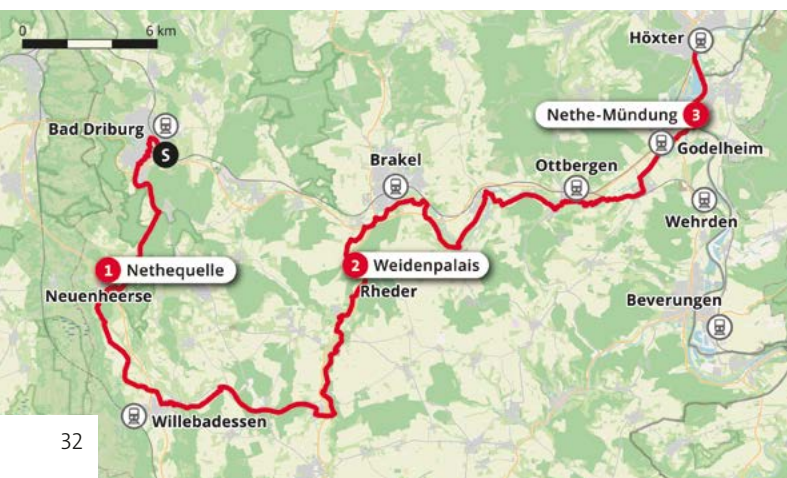 0 6 km
Höxter
Nethe-Mündung 3
Bad Driburg
S
Godelheim
Brakel
Ottbergen
Wehrden
1 Nethequelle
2 Weidenpalais
Neuenheerse
Rheder
Beverungen
Willebadessen
32